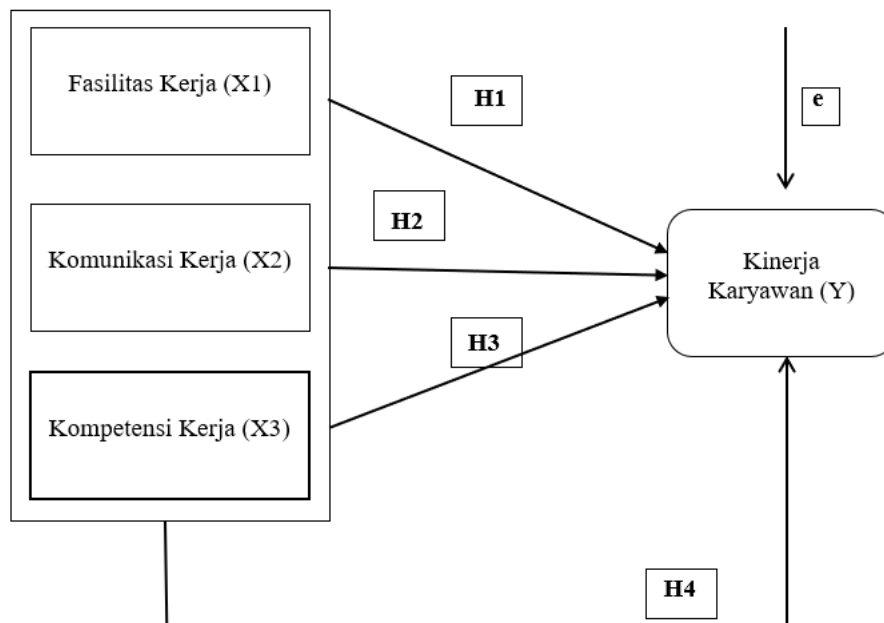 Fasilitas Kerja (X1)
H1
e
Komunikasi Kerja (X2)
H2
Kinerja
Karyawan (Y)
H3
Kompetensi Kerja (X3)
H4